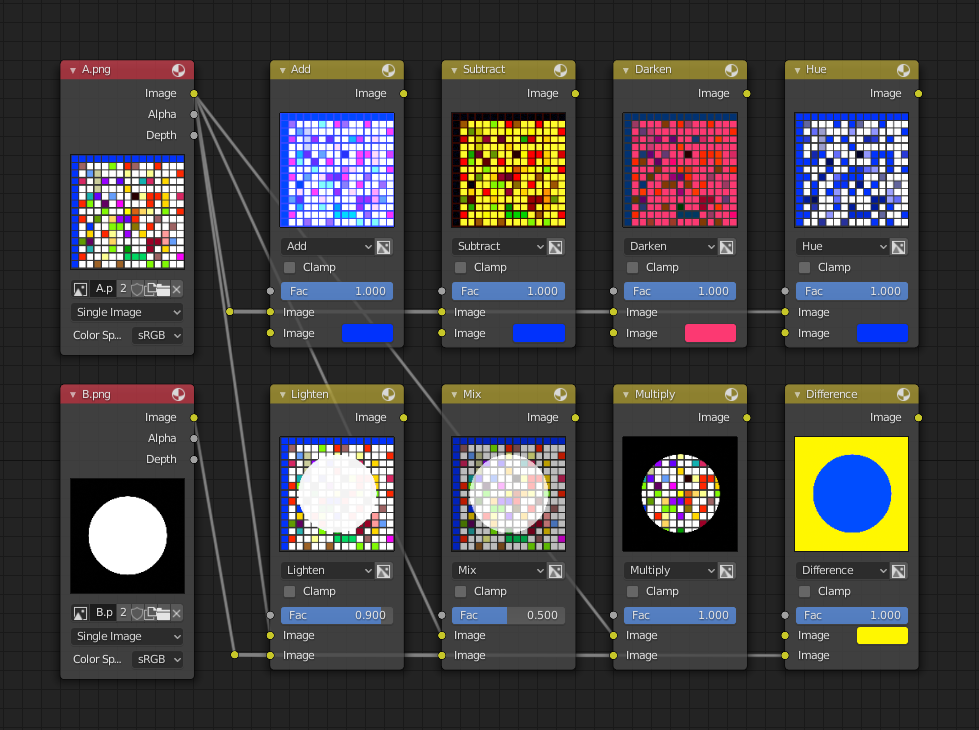 A.png
Image
Alpha
Depth
A.p 2
Single Image
Color Sp... sRGB
Add
Image
Add
Clamp
Fac 1.000
Image
Image
Subtract
Image
Subtract
Clamp
Fac 1.000
Image
Image
Darken
Image
Darken
Clamp
Fac 1.000
Image
Image
Hue
Image
Hue
Clamp
Fac 1.000
Image
Image
B.png
Image
Alpha
Depth
B.p 2
Single Image
Color Sp... sRGB
Lighten
Image
Lighten
Clamp
Fac 0.900
Image
Image
Mix
Image
Mix
Clamp
Fac 0.500
Image
Image
Multiply
Image
Multiply
Clamp
Fac 1.000
Image
Image
Difference
Image
Difference
Clamp
Fac 1.000
Image
Image